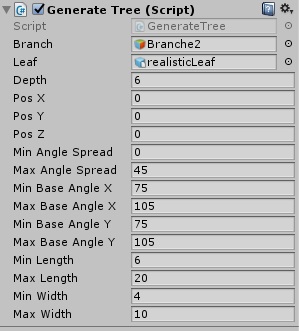 Generate Tree (Script)
Script GenerateTree
Branch Branche2
Leaf realisticLeaf
Depth 6
Pos X 0
Pos Y 0
Pos Z 0
Min Angle Spread 0
Max Angle Spread 45
Min Base Angle X 75
Max Base Angle X 105
Min Base Angle Y 75
Max Base Angle Y 105
Min Length 6
Max Length 20
Min Width 4
Max Width 10